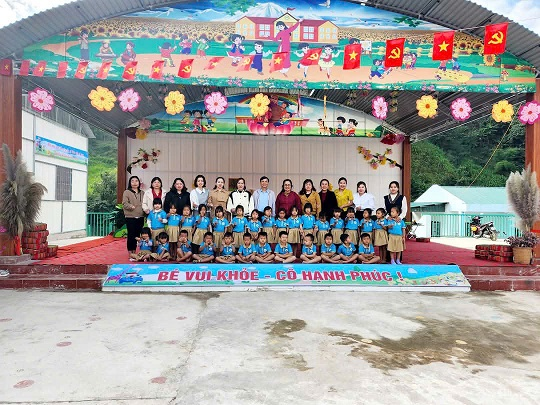 BÉ VUI KHỎE - CÔ HẠNH PHÚC !